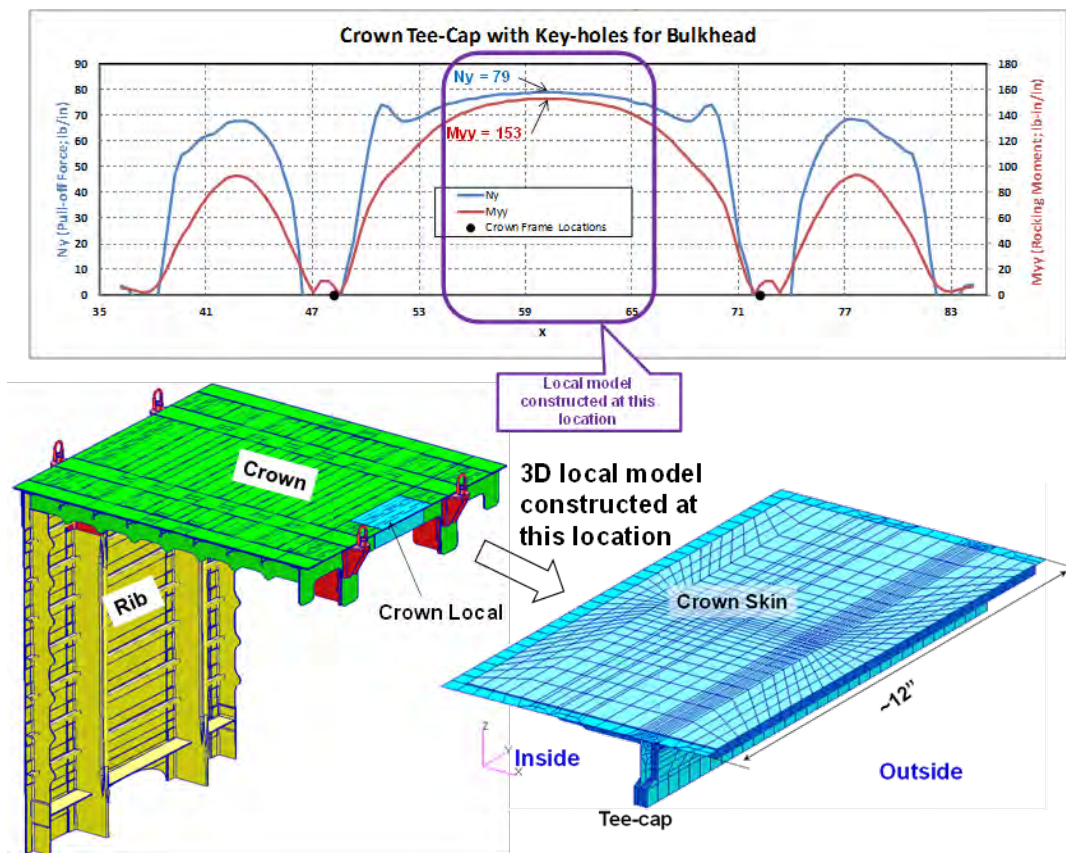 Crown Tee-Cap with Key-holes for Bulkhead
90
80
70
60
50
40
30
20
10
0
Ny (Pull-off Force; lb/in)
180
160
140
120
100
80
60
40
20
0
Myy (Rocking Moment; lb-in/in)
Ny = 79
Myy = 153
Ny
Myy
Crown Frame Locations
35 41 47 53 59 65 71 77 83
x
Local model
constructed at this
location
Crown
Rib
Crown Local
3D local model
constructed at
this location
Crown Skin
~12”
z
Y
X
Inside
Outside
Tee-cap